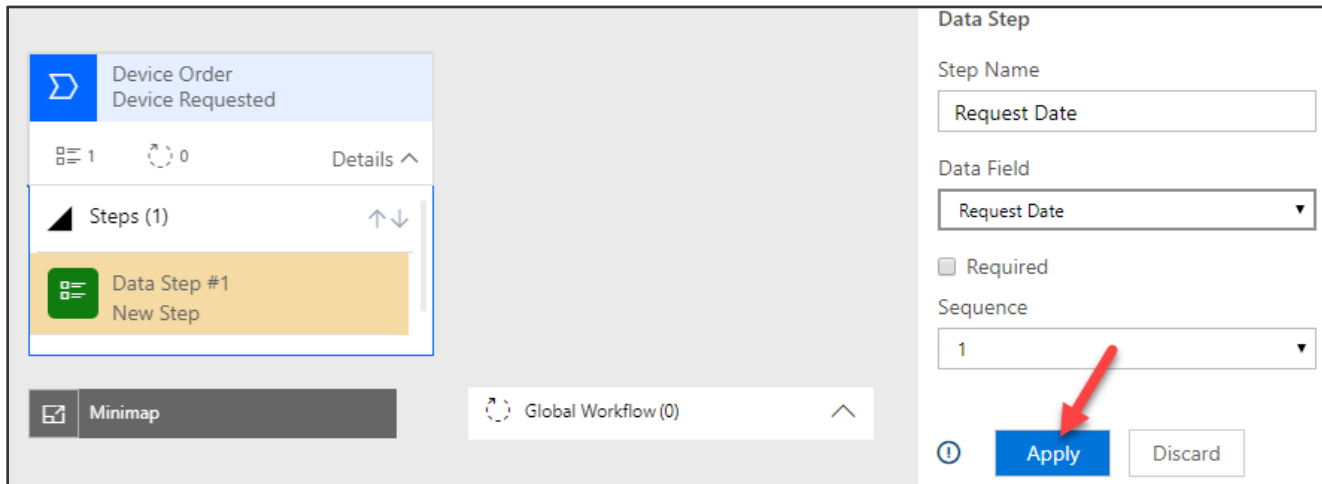 Device Order
Device Requested
1
0
Details
Steps (1)
Data Step #1
New Step
Minimap
Global Workflow (0)
Data Step
Step Name
Request Date
Data Field
Request Date
Required
Sequence
1
Apply
Discard